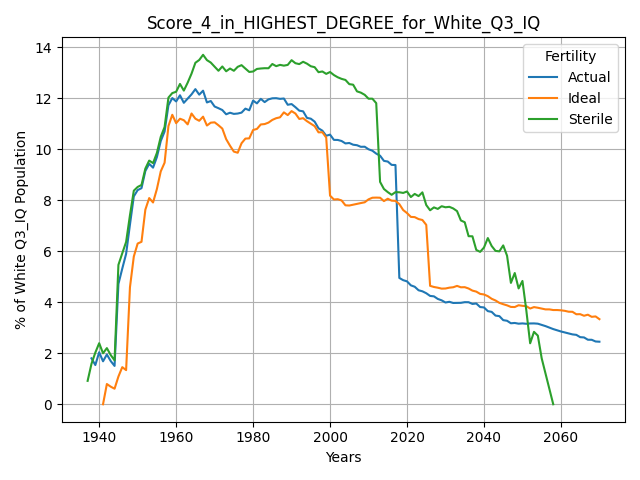 Score_4_in_HIGHEST_DEGREE_for_White_Q3_IQ
% of White Q3_IQ Population
14
12
10
8
6
4
2
0
Fertility
Actual
Ideal
Sterile
1940 1960 1980 2000 2020 2040 2060
Years